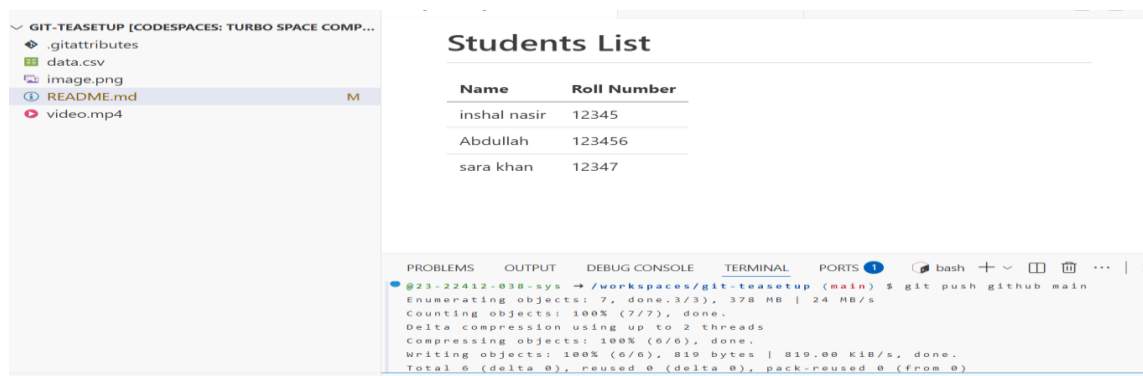 GIT-TEASETUP [CODESPACES: TURBO SPACE COMP...
.gitattributes
data.csv
image.png
README.md M
video.mp4
Students List
Name Roll Number
inshal nasir 12345
Abdullah 123456
sara khan 12347
PROBLEMS OUTPUT DEBUG CONSOLE TERMINAL PORTS 1 bash
@23-22412-038-sys → /workspaces/git-teasetup (main) $ git push github main
Enumerating objects: 7, done.3/3), 378 MB | 24 MB/s
Counting objects: 100% (7/7), done.
Delta compression using up to 2 threads
Compressing objects: 100% (6/6), done.
Writing objects: 100% (6/6), 819 bytes | 819.00 KiB/s, done.
Total 6 (delta 0), reused 0 (delta 0), pack-reused 0 (from 0)